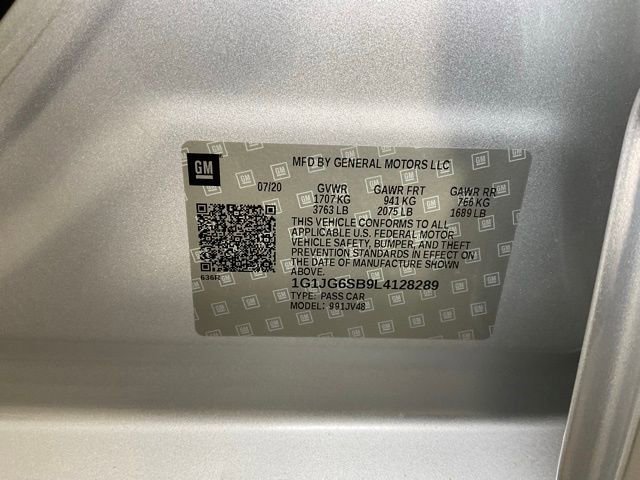 GM
MFD BY GENERAL MOTORS LLC
07/20 GVWR GAWR FRT GAWR RR
1707 KG 941 KG 766 KG
3763 LB 2075 LB 1689 LB
THIS VEHICLE CONFORMS TO ALL
APPLICABLE U.S. FEDERAL MOTOR
VEHICLE SAFETY, BUMPER, AND THEFT
PREVENTION STANDARDS IN EFFECT ON
THE DATE OF MANUFACTURE SHOWN
ABOVE.
636R
1G1JG6SB9L4128289
TYPE: PASS CAR
MODEL: 991JV48